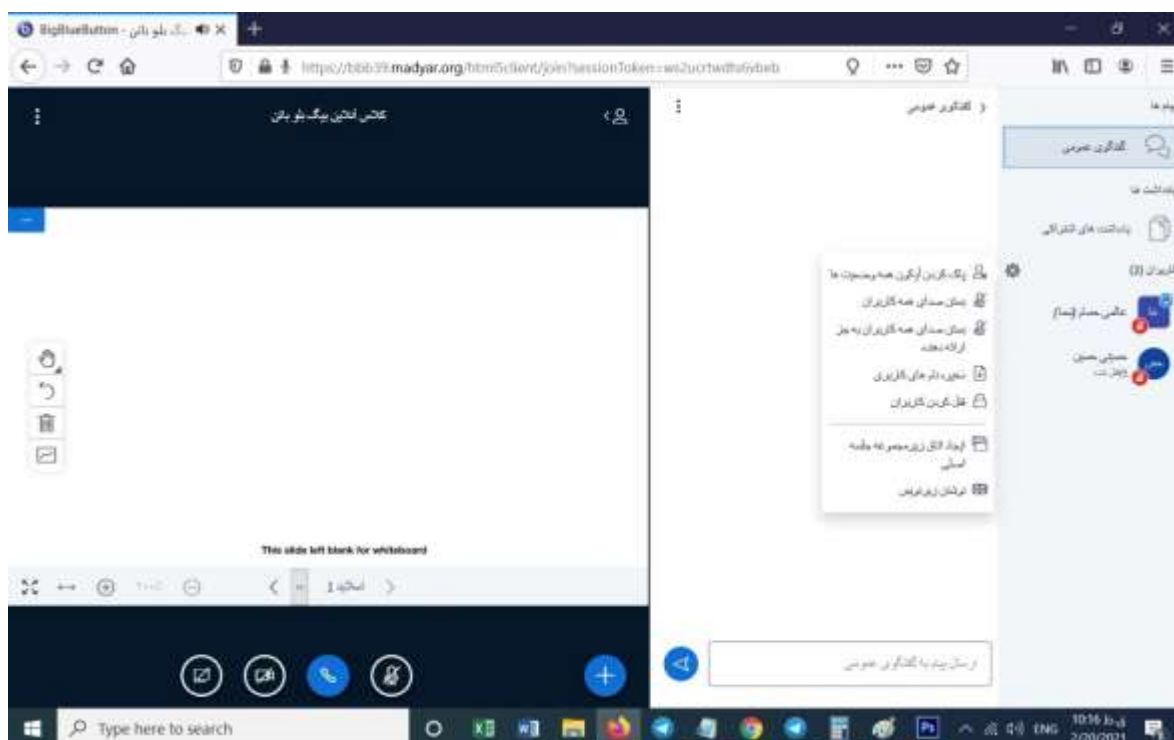 BigBlueButton - بیگ بلو باتن
https://bbb39.madyar.org/html5client/join?sessionToken=
کلاس آنلاین بیگ بلو باتن
گفتگوی عمومی
پیام ها
گفتگوی عمومی
یادداشت ها
یادداشت های اشتراکی
کاربران (2)
پاک کردن آیکون همه وضعیت ها
بستن صدای همه کاربران
بستن صدای همه کاربران به جز
ارائه دهنده
ذخیره نام های کاربری
قفل کردن کاربران
ایجاد اتاق زیرمجموعه جلسه
اصلی
نوشتن زیرنویس
This slide left blank for whiteboard
اسلاید 1
ارسال پیام به گفتگوی عمومی
Type here to search
ENG
10:16
2/20/2021